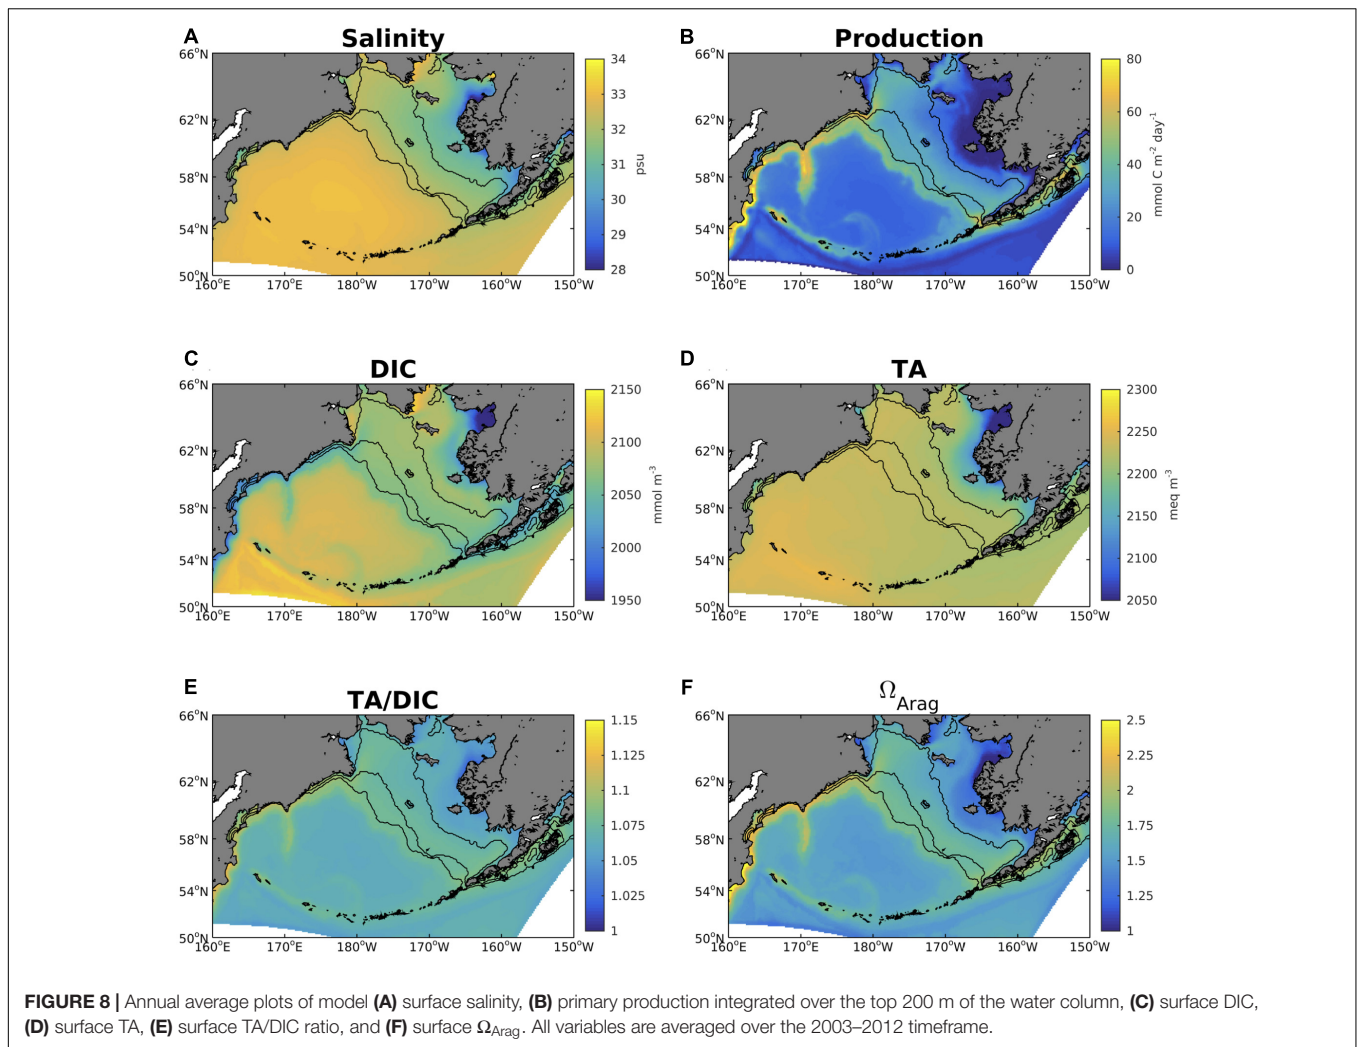 A
Salinity
66°N
62°N
58°N
54°N
50°N
160°E 170°E 180°W 170°W 160°W 150°W
34
33
32
31
30
29
28
psu
B
Production
66°N
62°N
58°N
54°N
50°N
160°E 170°E 180°W 170°W 160°W 150°W
80
60
40
20
0
mmol C m-2 day-1
C
DIC
66°N
62°N
58°N
54°N
50°N
160°E 170°E 180°W 170°W 160°W 150°W
2150
2100
2050
2000
1950
mmol m-3
D
TA
66°N
62°N
58°N
54°N
50°N
160°E 170°E 180°W 170°W 160°W 150°W
2300
2250
2200
2150
2100
2050
meq m-3
E
TA/DIC
66°N
62°N
58°N
54°N
50°N
160°E 170°E 180°W 170°W 160°W 150°W
1.15
1.125
1.1
1.075
1.05
1.025
1
F
ΩArag
66°N
62°N
58°N
54°N
50°N
160°E 170°E 180°W 170°W 160°W 150°W
2.5
2.25
2
1.75
1.5
1.25
1
FIGURE 8 | Annual average plots of model (A) surface salinity, (B) primary production integrated over the top 200 m of the water column, (C) surface DIC,
(D) surface TA, (E) surface TA/DIC ratio, and (F) surface ΩArag. All variables are averaged over the 2003–2012 timeframe.